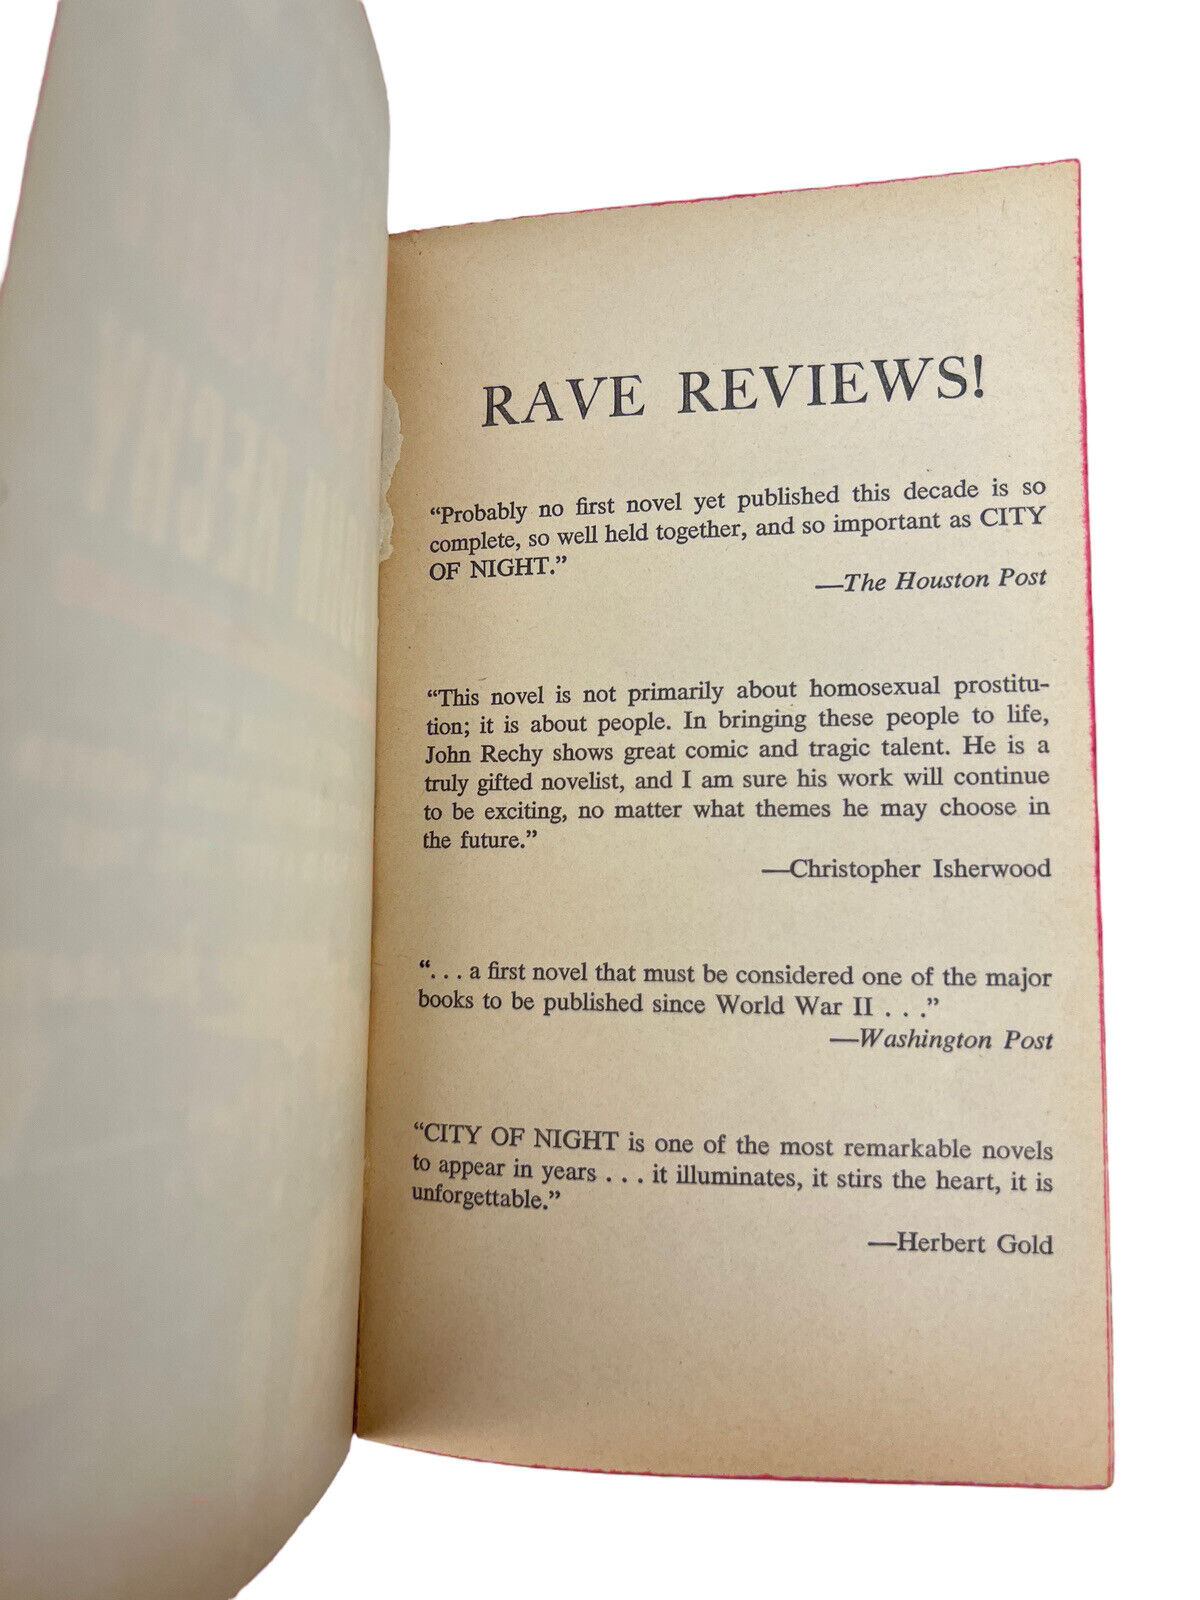 RAVE REVIEWS!
“Probably no first novel yet published this decade is so
complete, so well held together, and so important as CITY
OF NIGHT.”
—The Houston Post
“This novel is not primarily about homosexual prostitu-
tion; it is about people. In bringing these people to life,
John Rechy shows great comic and tragic talent. He is a
truly gifted novelist, and I am sure his work will continue
to be exciting, no matter what themes he may choose in
the future.”
—Christopher Isherwood
“. . . a first novel that must be considered one of the major
books to be published since World War II . . .”
—Washington Post
“CITY OF NIGHT is one of the most remarkable novels
to appear in years . . . it illuminates, it stirs the heart, it is
unforgettable.”
—Herbert Gold